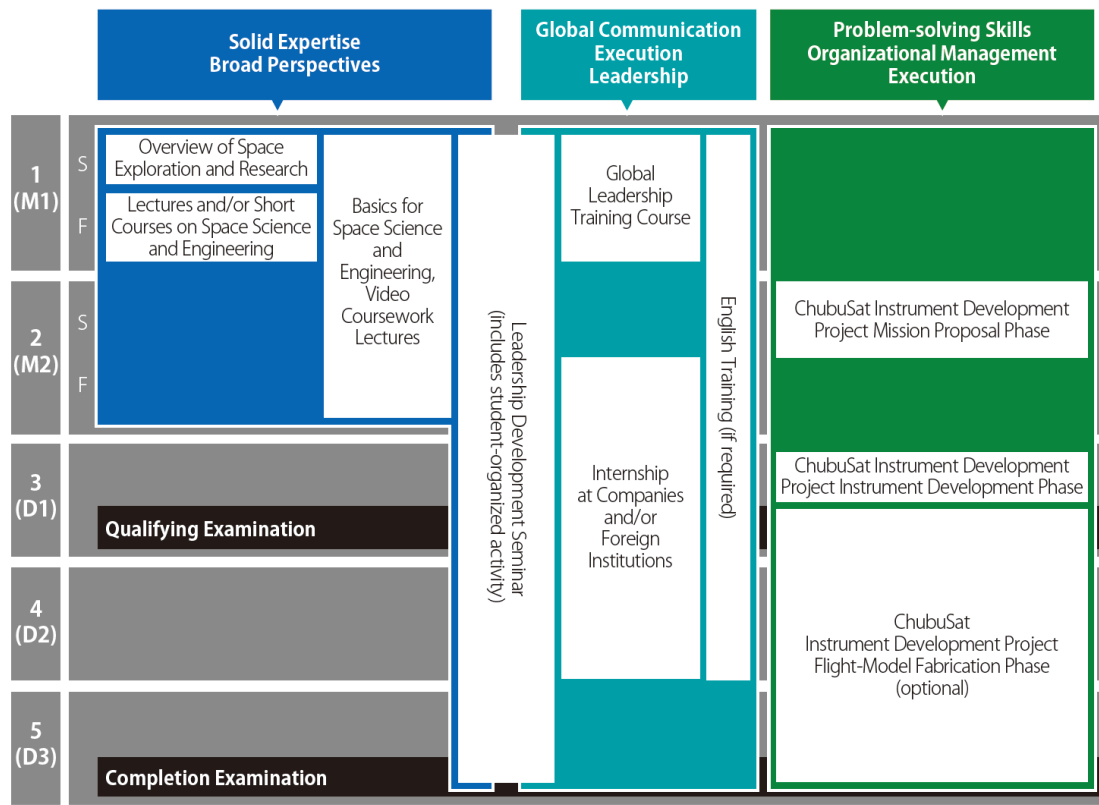 Solid Expertise
Broad Perspectives
Global Communication
Execution
Leadership
Problem-solving Skills
Organizational Management
Execution
1
(M1)
S
F
Overview of Space
Exploration and Research
Lectures and/or Short
Courses on Space Science
and Engineering
Basics for
Space Science
and
Engineering,
Video
Coursework
Lectures
Leadership Development Seminar
(includes student-organized activity)
Global
Leadership
Training Course
English Training (if required)
2
(M2)
S
F
ChubuSat Instrument Development
Project Mission Proposal Phase
Internship
at Companies
and/or
Foreign
Institutions
3
(D1)
Qualifying Examination
ChubuSat Instrument Development
Project Instrument Development Phase
4
(D2)
ChubuSat
Instrument Development Project
Flight-Model Fabrication Phase
(optional)
5
(D3)
Completion Examination